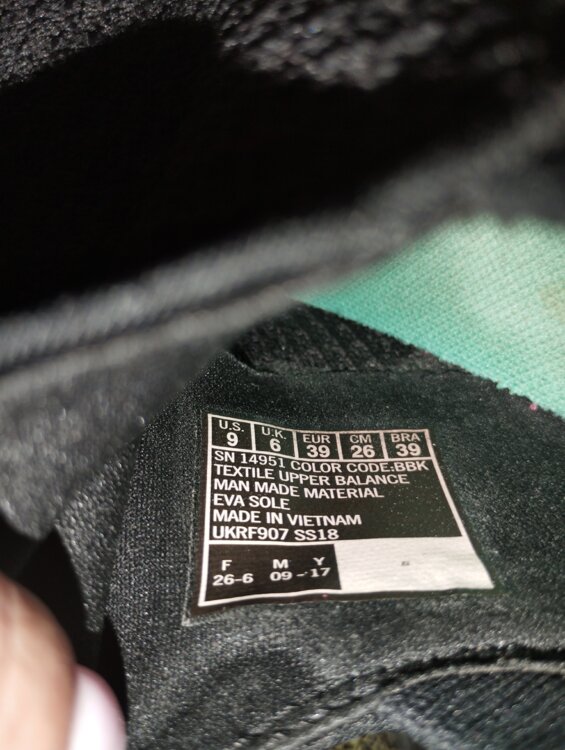 U.S. U.K. EUR CM BRA
9 6 39 26 39
SN 14951 COLOR CODE:BBK
TEXTILE UPPER BALANCE
MAN MADE MATERIAL
EVA SOLE
MADE IN VIETNAM
UKRF907 SS18
F M Y
26-6 09-17